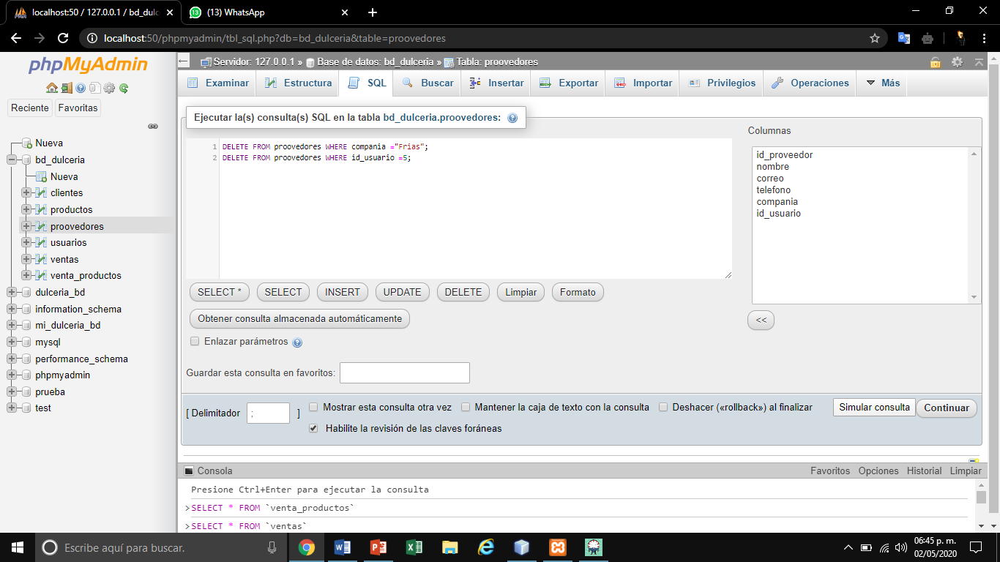 localhost:50 / 127.0.0.1 / bd_dulc
13
(13) WhatsApp
localhost:50/phpmyadmin/tbl_sql.php?db=bd_dulceria&table=proovedores
phpMyAdmin
Reciente
Favoritas
Nueva
bd_dulceria
Nueva
clientes
productos
proovedores
usuarios
ventas
venta_productos
dulceria_bd
information_schema
mi_dulceria_bd
mysql
performance_schema
phpmyadmin
prueba
test
Servidor: 127.0.0.1 » Base de datos: bd_dulceria » Tabla: proovedores
Examinar
Estructura
SQL
Buscar
Insertar
Exportar
Importar
Privilegios
Operaciones
Más
Ejecutar la(s) consulta(s) SQL en la tabla bd_dulceria.proovedores:
1 DELETE FROM proovedores WHERE compania ="Frias";
2 DELETE FROM proovedores WHERE id_usuario =5;
Columnas
id_proveedor
nombre
correo
telefono
compania
id_usuario
<<
SELECT *
SELECT
INSERT
UPDATE
DELETE
Limpiar
Formato
Obtener consulta almacenada automáticamente
Enlazar parámetros
Guardar esta consulta en favoritos:
[ Delimitador ; ]
Mostrar esta consulta otra vez
Mantener la caja de texto con la consulta
Deshacer («rollback») al finalizar
Habilite la revisión de las claves foráneas
Simular consulta
Continuar
Consola
Favoritos
Opciones
Historial
Limpiar
Presione Ctrl+Enter para ejecutar la consulta
>SELECT * FROM `venta_productos`
>SELECT * FROM `ventas`
Escribe aquí para buscar.
06:45 p. m.
02/05/2020